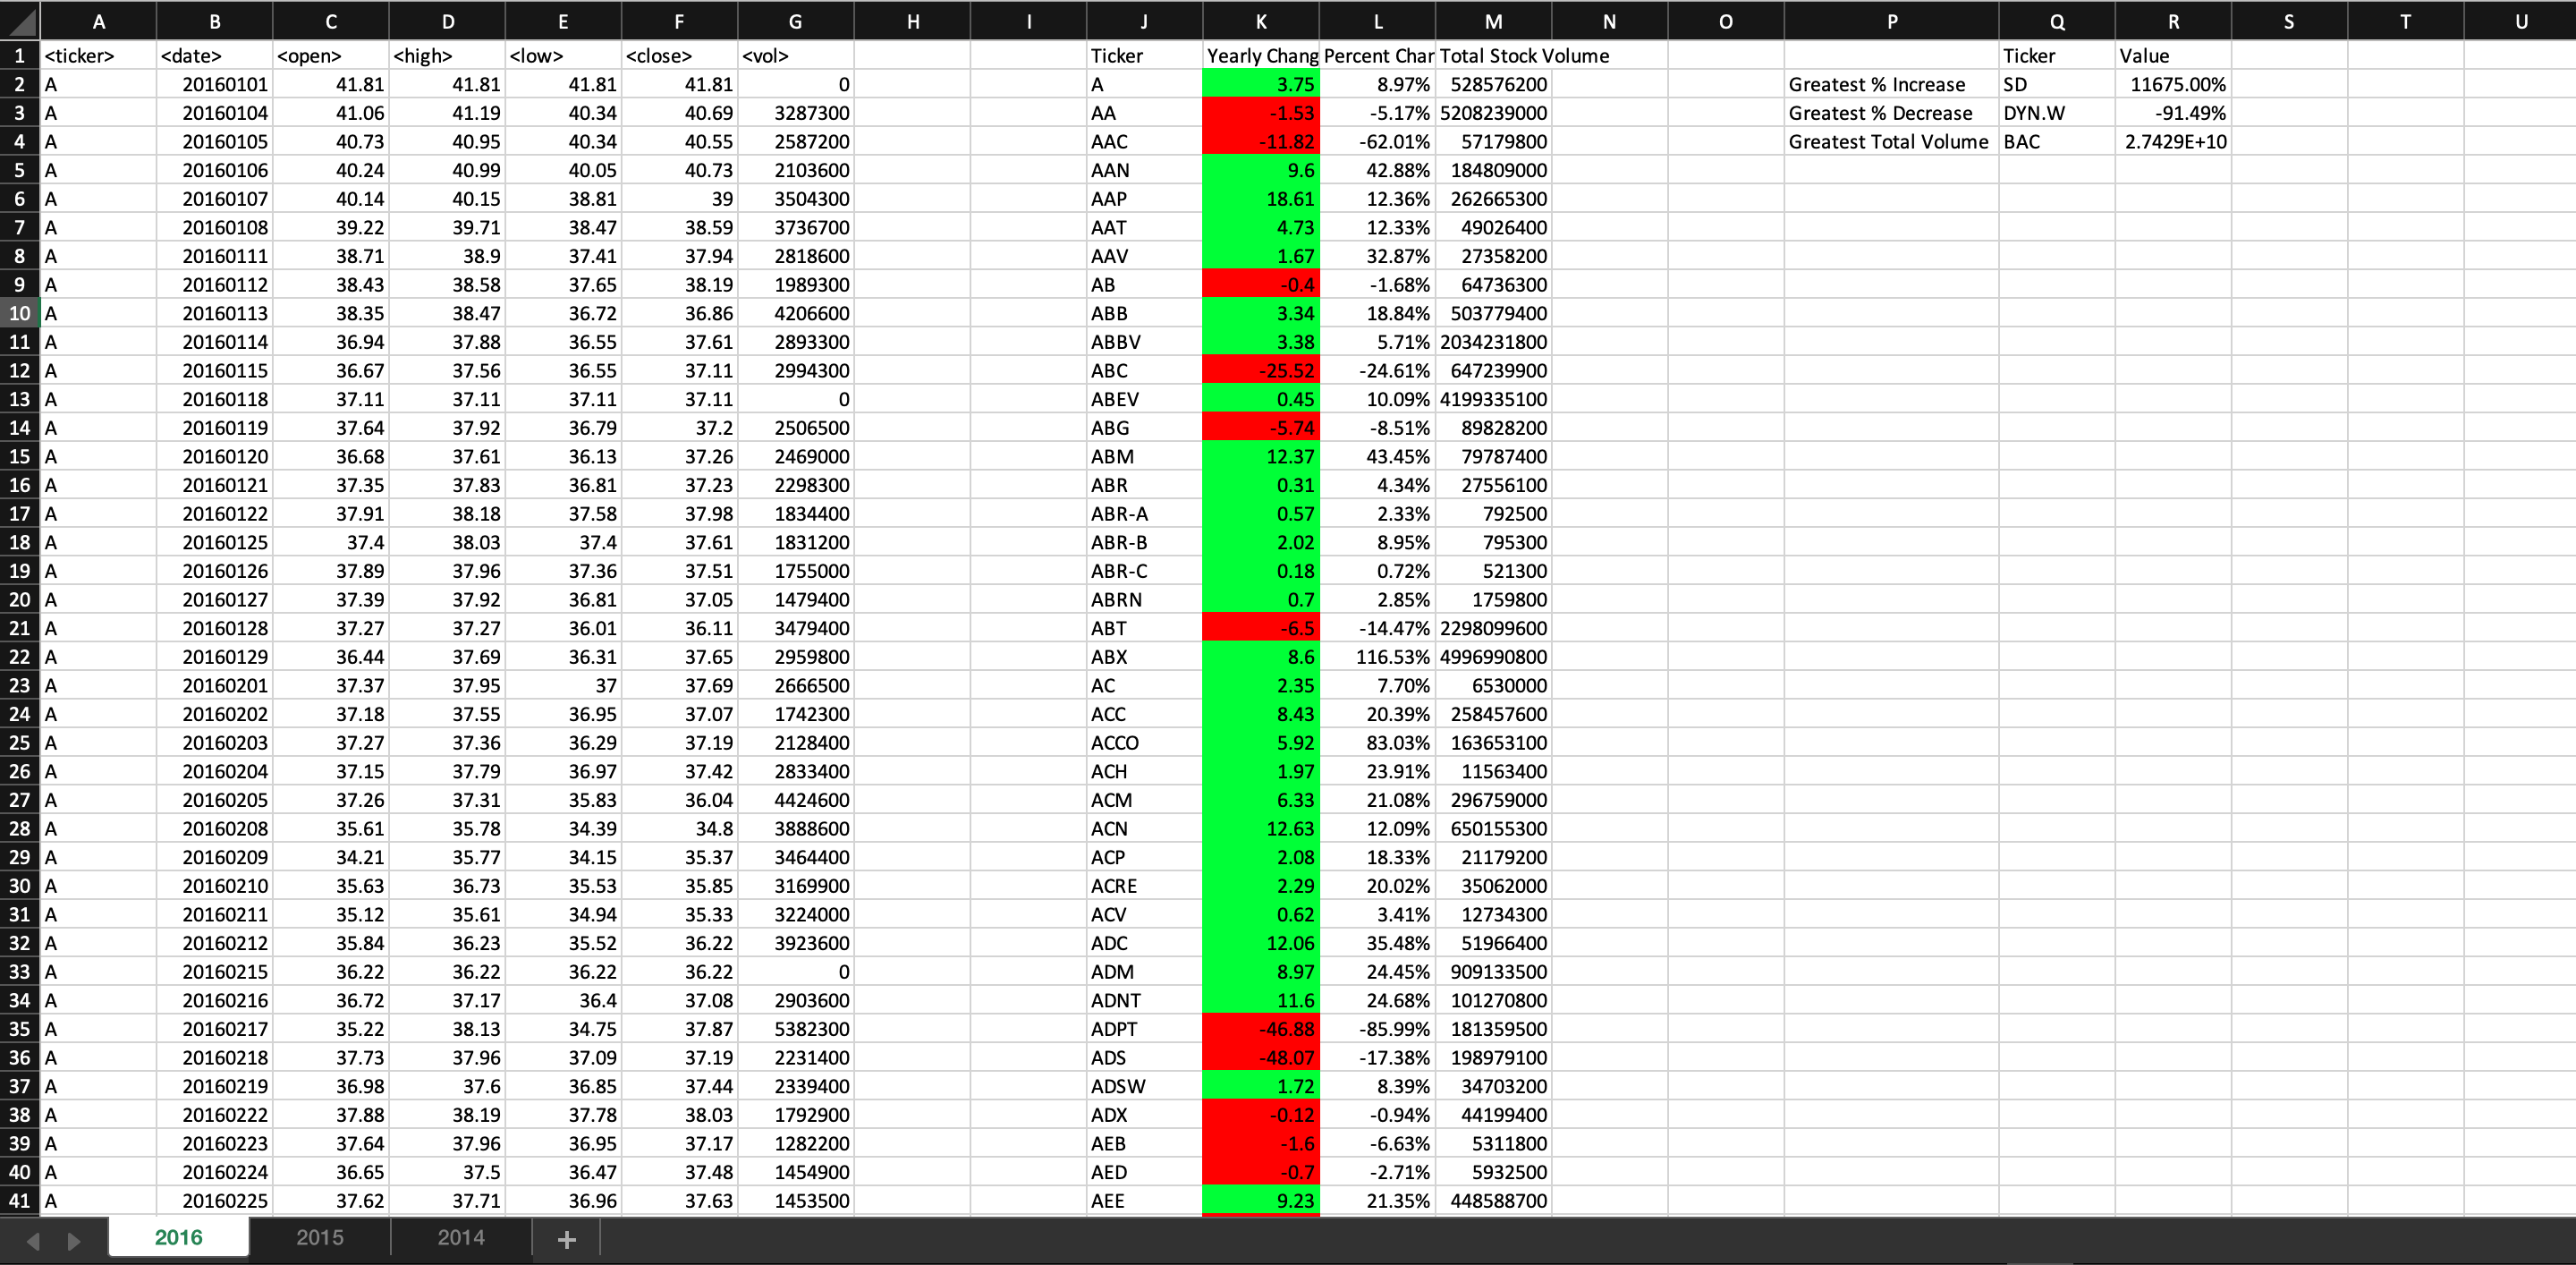 A B C D E F G H I J K L M N O P Q R S T U
1 <ticker> <date> <open> <high> <low> <close> <vol> Ticker Yearly Chang Percent Char Total Stock Volume Ticker Value
2 A 20160101 41.81 41.81 41.81 41.81 0 A 3.75 8.97% 528576200 Greatest % Increase SD 11675.00%
3 A 20160104 41.06 41.19 40.34 40.69 3287300 AA -1.53 -5.17% 5208239000 Greatest % Decrease DYN.W -91.49%
4 A 20160105 40.73 40.95 40.34 40.55 2587200 AAC -11.82 -62.01% 57179800 Greatest Total Volume BAC 2.7429E+10
5 A 20160106 40.24 40.99 40.05 40.73 2103600 AAN 9.6 42.88% 184809000
6 A 20160107 40.14 40.15 38.81 39 3504300 AAP 18.61 12.36% 262665300
7 A 20160108 39.22 39.71 38.47 38.59 3736700 AAT 4.73 12.33% 49026400
8 A 20160111 38.71 38.9 37.41 37.94 2818600 AAV 1.67 32.87% 27358200
9 A 20160112 38.43 38.58 37.65 38.19 1989300 AB -0.4 -1.68% 64736300
10 A 20160113 38.35 38.47 36.72 36.86 4206600 ABB 3.34 18.84% 503779400
11 A 20160114 36.94 37.88 36.55 37.61 2893300 ABBV 3.38 5.71% 2034231800
12 A 20160115 36.67 37.56 36.55 37.11 2994300 ABC -25.52 -24.61% 647239900
13 A 20160118 37.11 37.11 37.11 37.11 0 ABEV 0.45 10.09% 4199335100
14 A 20160119 37.64 37.92 36.79 37.2 2506500 ABG -5.74 -8.51% 89828200
15 A 20160120 36.68 37.61 36.13 37.26 2469000 ABM 12.37 43.45% 79787400
16 A 20160121 37.35 37.83 36.81 37.23 2298300 ABR 0.31 4.34% 27556100
17 A 20160122 37.91 38.18 37.58 37.98 1834400 ABR-A 0.57 2.33% 792500
18 A 20160125 37.4 38.03 37.4 37.61 1831200 ABR-B 2.02 8.95% 795300
19 A 20160126 37.89 37.96 37.36 37.51 1755000 ABR-C 0.18 0.72% 521300
20 A 20160127 37.39 37.92 36.81 37.05 1479400 ABRN 0.7 2.85% 1759800
21 A 20160128 37.27 37.27 36.01 36.11 3479400 ABT -6.5 -14.47% 2298099600
22 A 20160129 36.44 37.69 36.31 37.65 2959800 ABX 8.6 116.53% 4996990800
23 A 20160201 37.37 37.95 37 37.69 2666500 AC 2.35 7.70% 6530000
24 A 20160202 37.18 37.55 36.95 37.07 1742300 ACC 8.43 20.39% 258457600
25 A 20160203 37.27 37.36 36.29 37.19 2128400 ACCO 5.92 83.03% 163653100
26 A 20160204 37.15 37.79 36.97 37.42 2833400 ACH 1.97 23.91% 11563400
27 A 20160205 37.26 37.31 35.83 36.04 4424600 ACM 6.33 21.08% 296759000
28 A 20160208 35.61 35.78 34.39 34.8 3888600 ACN 12.63 12.09% 650155300
29 A 20160209 34.21 35.77 34.15 35.37 3464400 ACP 2.08 18.33% 21179200
30 A 20160210 35.63 36.73 35.53 35.85 3169900 ACRE 2.29 20.02% 35062000
31 A 20160211 35.12 35.61 34.94 35.33 3224000 ACV 0.62 3.41% 12734300
32 A 20160212 35.84 36.23 35.52 36.22 3923600 ADC 12.06 35.48% 51966400
33 A 20160215 36.22 36.22 36.22 36.22 0 ADM 8.97 24.45% 909133500
34 A 20160216 36.72 37.17 36.4 37.08 2903600 ADNT 11.6 24.68% 101270800
35 A 20160217 35.22 38.13 34.75 37.87 5382300 ADPT -46.88 -85.99% 181359500
36 A 20160218 37.73 37.96 37.09 37.19 2231400 ADS -48.07 -17.38% 198979100
37 A 20160219 36.98 37.6 36.85 37.44 2339400 ADSW 1.72 8.39% 34703200
38 A 20160222 37.88 38.19 37.78 38.03 1792900 ADX -0.12 -0.94% 44199400
39 A 20160223 37.64 37.96 36.95 37.17 1282200 AEB -1.6 -6.63% 5311800
40 A 20160224 36.65 37.5 36.47 37.48 1454900 AED -0.7 -2.71% 5932500
41 A 20160225 37.62 37.71 36.96 37.63 1453500 AEE 9.23 21.35% 448588700
2016 2015 2014 +